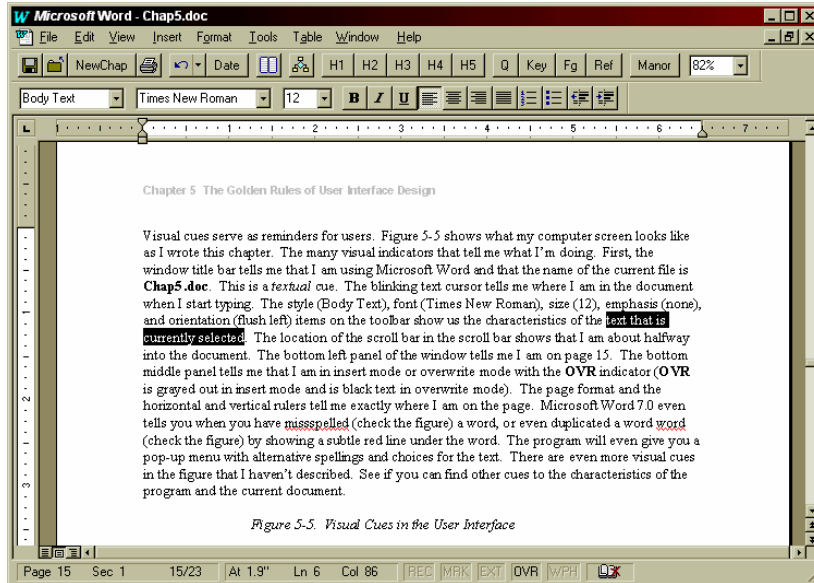 Microsoft Word - Chap5.doc
File Edit View Insert Format Tools Table Window Help
NewChap Date H1 H2 H3 H4 H5 Q Key Fg Ref Manor 82%
Body Text Times New Roman 12 B I U
1 1 2 3 4 5 6 7
Chapter 5 The Golden Rules of User Interface Design
Visual cues serve as reminders for users. Figure 5-5 shows what my computer screen looks like
as I wrote this chapter. The many visual indicators that tell me what I'm doing. First, the
window title bar tells me that I am using Microsoft Word and that the name of the current file is
Chap5.doc. This is a textual cue. The blinking text cursor tells me where I am in the document
when I start typing. The style (Body Text), font (Times New Roman), size (12), emphasis (none),
and orientation (flush left) items on the toolbar show us the characteristics of the text that is
currently selected. The location of the scroll bar in the scroll bar shows that I am about halfway
into the document. The bottom left panel of the window tells me I am on page 15. The bottom
middle panel tells me that I am in insert mode or overwrite mode with the OVR indicator (OVR
is grayed out in insert mode and is black text in overwrite mode). The page format and the
horizontal and vertical rulers tell me exactly where I am on the page. Microsoft Word 7.0 even
tells you when you have missspelled (check the figure) a word, or even duplicated a word word
(check the figure) by showing a subtle red line under the word. The program will even give you a
pop-up menu with alternative spellings and choices for the text. There are even more visual cues
in the figure that I haven't described. See if you can find other cues to the characteristics of the
program and the current document.
Figure 5-5. Visual Cues in the User Interface
1
2
3
Page 15 Sec 1 15/23 At 1.9" Ln 6 Col 86 REC MRK EXT OVR WPH